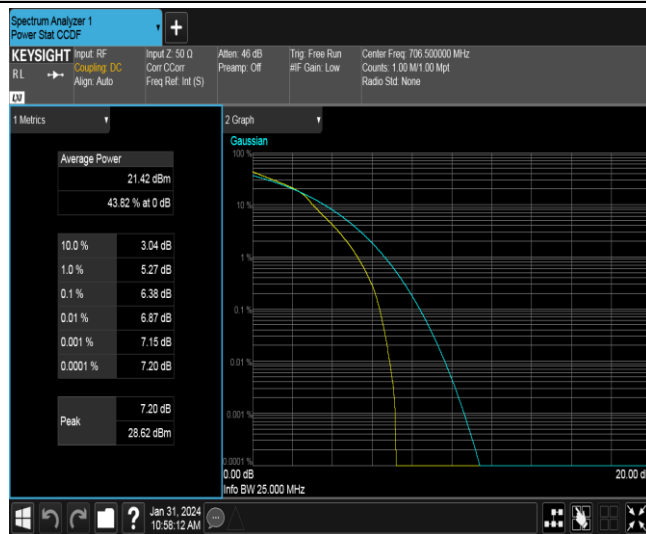 Spectrum Analyzer 1
Power Stat CCDF
+
KEYSIGHT
RL
LXI
Input: RF
Coupling: DC
Align: Auto
Input Z: 50 Ω
Corr CCorr
Freq Ref: Int (S)
Atten: 46 dB
Preamp: Off
Trig: Free Run
#IF Gain: Low
Center Freq: 706.500000 MHz
Counts: 1.00 M/1.00 Mpt
Radio Std: None
1 Metrics
Average Power
21.42 dBm
43.82 % at 0 dB
10.0 % 3.04 dB
1.0 % 5.27 dB
0.1 % 6.38 dB
0.01 % 6.87 dB
0.001 % 7.15 dB
0.0001 % 7.20 dB
Peak
7.20 dB
28.62 dBm
2 Graph
Gaussian
100 %
10 %
1 %
0.1 %
0.01 %
0.001 %
0.0001 %
0.00 dB
20.00 d
Info BW 25.000 MHz
?
Jan 31, 2024
10:58:12 AM